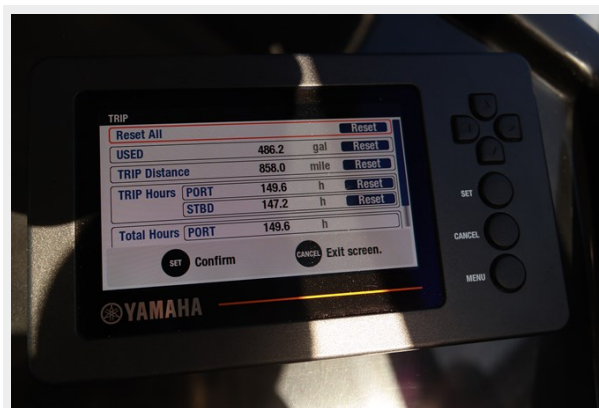 TRIP
Reset All Reset
USED 486.2 gal Reset
TRIP Distance 858.0 mile Reset
TRIP Hours PORT 149.6 h Reset
STBD 147.2 h Reset
Total Hours PORT 149.6 h
SET Confirm CANCEL Exit screen.
YAMAHA
SET
CANCEL
MENU